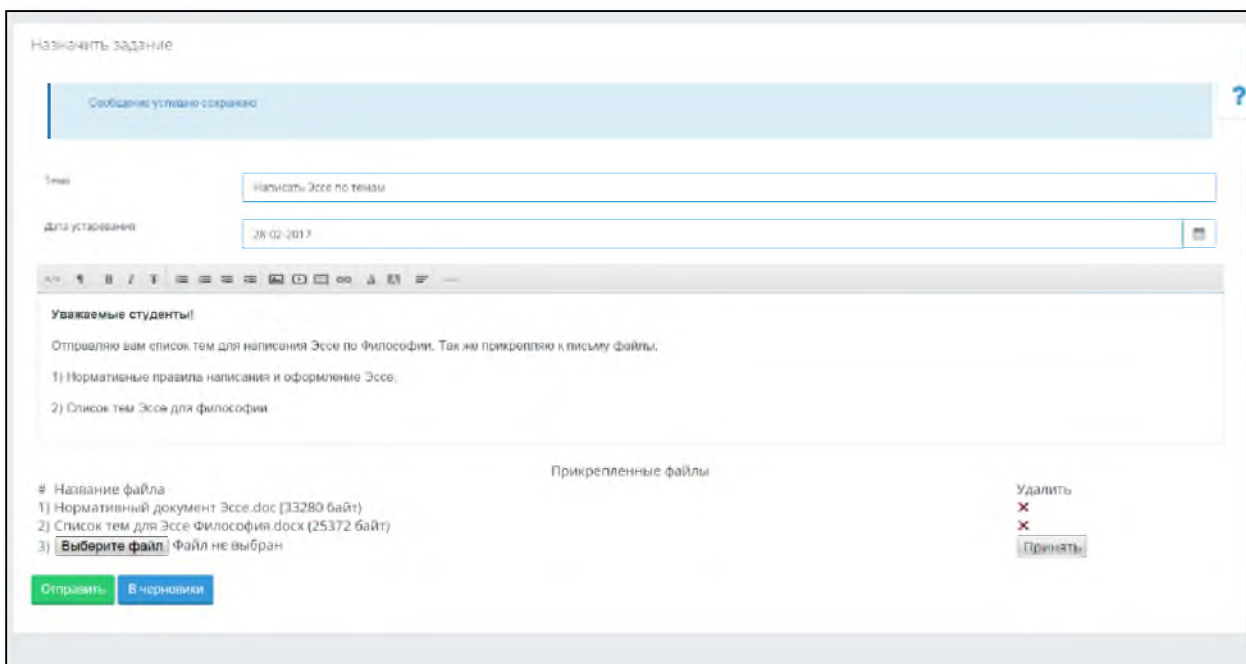 Назначить задание
Сообщение успешно сохранено
?
Тема
Написать Эссе по темам
Дата устаревания
28-02-2017
Уважаемые студенты!
Отправляю вам список тем для написания Эссе по Философии. Так же прикрепляю к письму файлы.
1) Нормативные правила написания и оформление Эссе.
2) Список тем Эссе для философии.
Прикрепленные файлы
# Название файла Удалить
1) Нормативный документ Эссе.doc (33280 байт)
2) Список тем для Эссе Философия.docx (25372 байт)
3) Выберите файл Файл не выбран Принять
Отправить В черновики